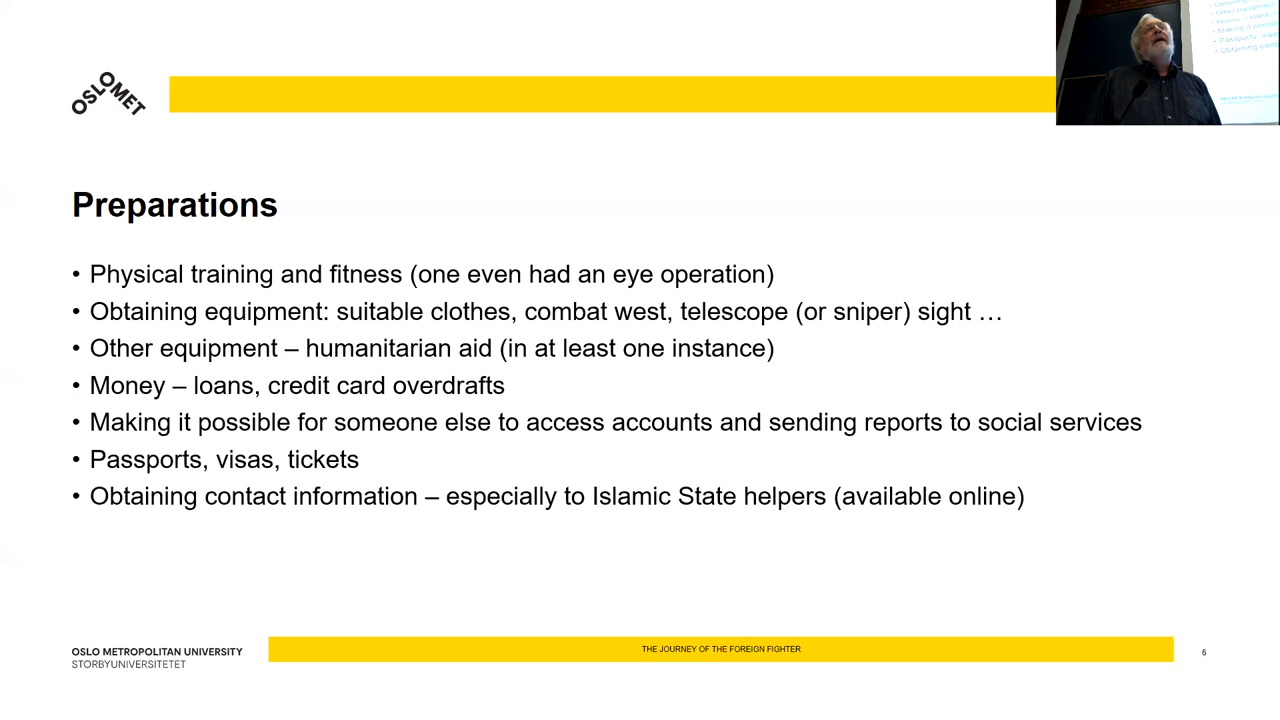 OSLOMET
Preparations
• Physical training and fitness (one even had an eye operation)
• Obtaining equipment: suitable clothes, combat west, telescope (or sniper) sight …
• Other equipment – humanitarian aid (in at least one instance)
• Money – loans, credit card overdrafts
• Making it possible for someone else to access accounts and sending reports to social services
• Passports, visas, tickets
• Obtaining contact information – especially to Islamic State helpers (available online)
OSLO METROPOLITAN UNIVERSITY
STORBYUNIVERSITETET
THE JOURNEY OF THE FOREIGN FIGHTER
6